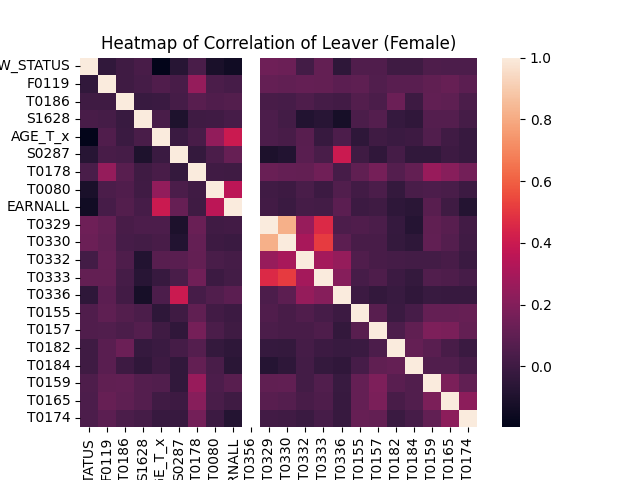 Heatmap of Correlation of Leaver (Female)
W_STATUS
F0119
T0186
S1628
AGE_T_x
S0287
T0178
T0080
EARNALL
T0329
T0330
T0332
T0333
T0336
T0155
T0157
T0182
T0184
T0159
T0165
T0174
TATUS
F0119
T0186
S1628
GE_T_x
S0287
T0178
T0080
RNALL
T0356
T0329
T0330
T0332
T0333
T0336
T0155
T0157
T0182
T0184
T0159
T0165
T0174
1.0
0.8
0.6
0.4
0.2
0.0